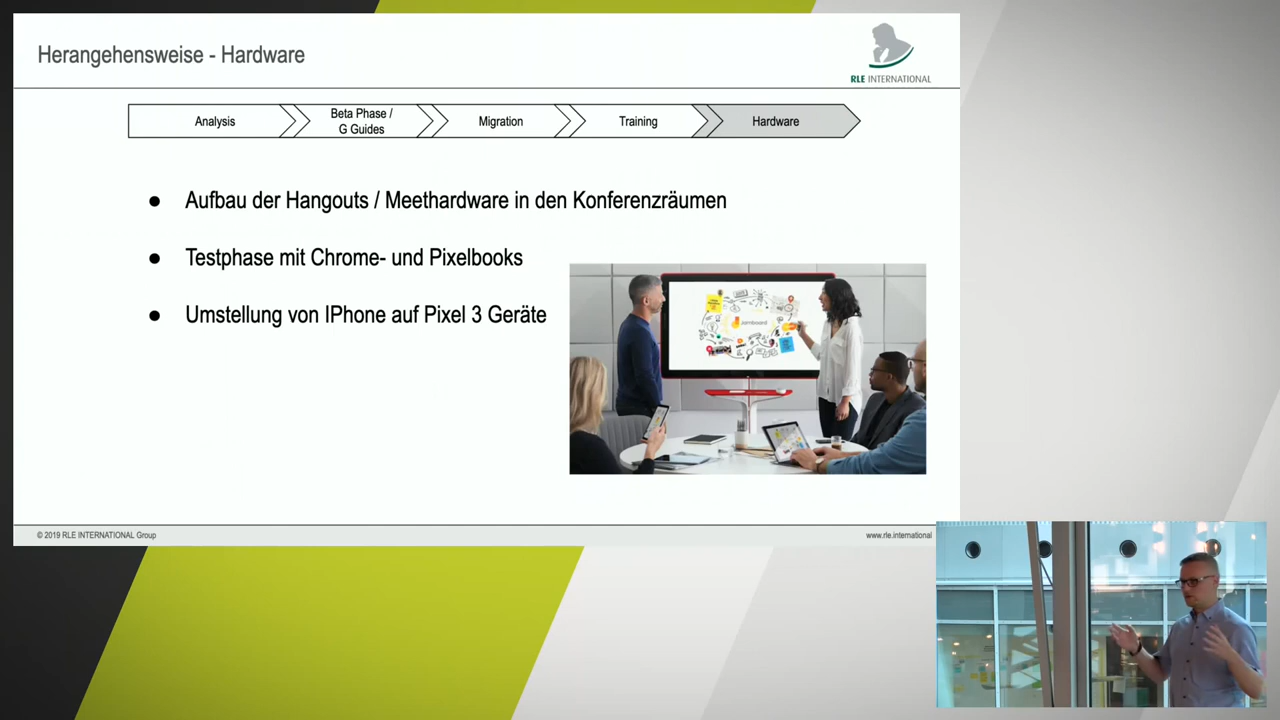 Herangehensweise - Hardware
RLE INTERNATIONAL
Analysis
Beta Phase /
G Guides
Migration
Training
Hardware
● Aufbau der Hangouts / Meethardware in den Konferenzräumen
● Testphase mit Chrome- und Pixelbooks
● Umstellung von IPhone auf Pixel 3 Geräte
Jamboard
© 2019 RLE INTERNATIONAL Group
www.rle.international